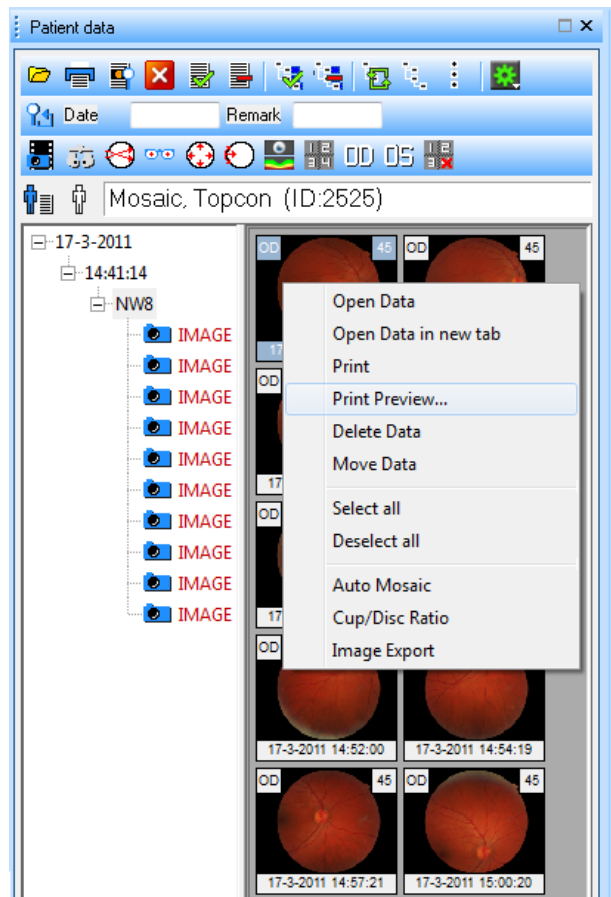 Patient data
Date Remark
OD OS
Mosaic, Topcon (ID:2525)
17-3-2011
14:41:14
NW8
IMAGE
IMAGE
IMAGE
IMAGE
IMAGE
IMAGE
IMAGE
IMAGE
IMAGE
IMAGE
OD 45 OD 45
17
OD
17
OD
17
OD
17-3-2011 14:52:00 17-3-2011 14:54:19
OD 45 OD 45
17-3-2011 14:57:21 17-3-2011 15:00:20
Open Data
Open Data in new tab
Print
Print Preview...
Delete Data
Move Data
Select all
Deselect all
Auto Mosaic
Cup/Disc Ratio
Image Export